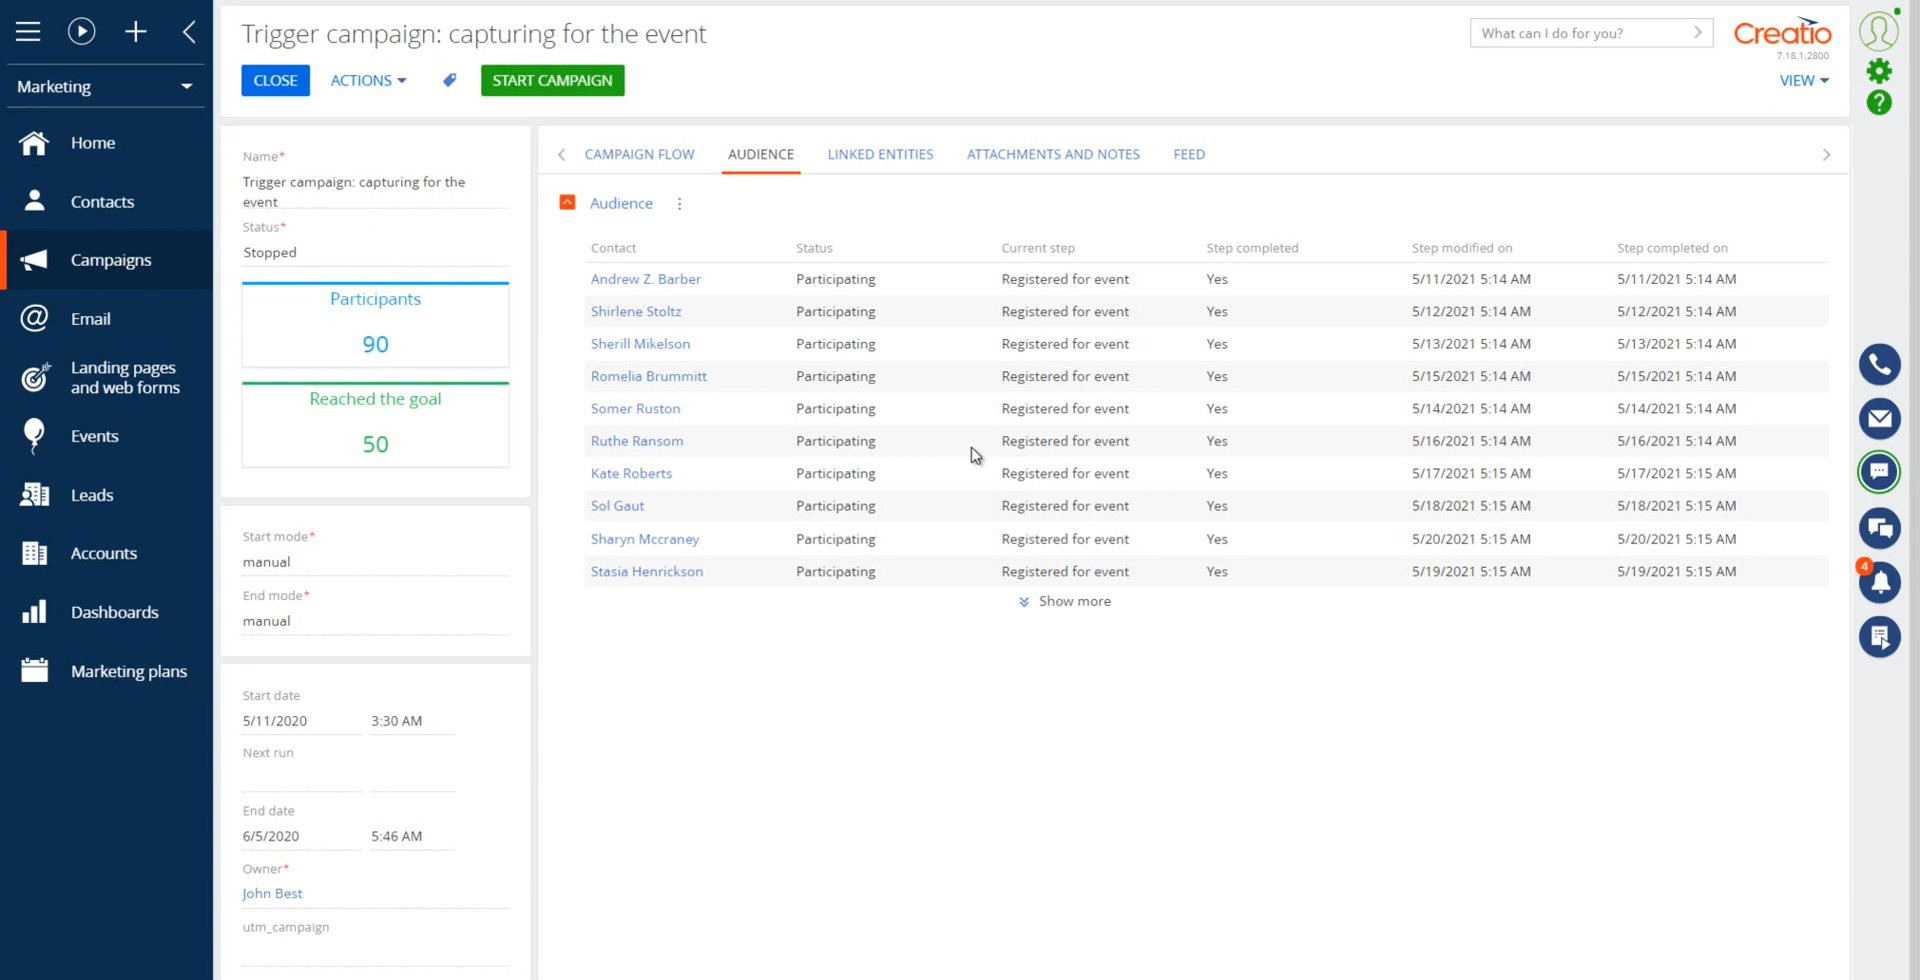 Trigger campaign: capturing for the event
What can I do for you?
Creatio
7.18.1.2800
CLOSE
ACTIONS
START CAMPAIGN
VIEW
Marketing
Home
Contacts
Campaigns
Email
Landing pages
and web forms
Events
Leads
Accounts
Dashboards
Marketing plans
Name*
Trigger campaign: capturing for the
event
Status*
Stopped
Participants
90
Reached the goal
50
Start mode*
manual
End mode*
manual
Start date
5/11/2020 3:30 AM
Next run
End date
6/5/2020 5:46 AM
Owner*
John Best
utm_campaign
CAMPAIGN FLOW AUDIENCE LINKED ENTITIES ATTACHMENTS AND NOTES FEED
Audience
Contact Status Current step Step completed Step modified on Step completed on
Andrew Z. Barber Participating Registered for event Yes 5/11/2021 5:14 AM 5/11/2021 5:14 AM
Shirlene Stoltz Participating Registered for event Yes 5/12/2021 5:14 AM 5/12/2021 5:14 AM
Sherill Mikelson Participating Registered for event Yes 5/13/2021 5:14 AM 5/13/2021 5:14 AM
Romelia Brummitt Participating Registered for event Yes 5/15/2021 5:14 AM 5/15/2021 5:14 AM
Somer Ruston Participating Registered for event Yes 5/14/2021 5:14 AM 5/14/2021 5:14 AM
Ruthe Ransom Participating Registered for event Yes 5/16/2021 5:14 AM 5/16/2021 5:14 AM
Kate Roberts Participating Registered for event Yes 5/17/2021 5:15 AM 5/17/2021 5:15 AM
Sol Gaut Participating Registered for event Yes 5/18/2021 5:15 AM 5/18/2021 5:15 AM
Sharyn Mccraney Participating Registered for event Yes 5/20/2021 5:15 AM 5/20/2021 5:15 AM
Stasia Henrickson Participating Registered for event Yes 5/19/2021 5:15 AM 5/19/2021 5:15 AM
Show more
4